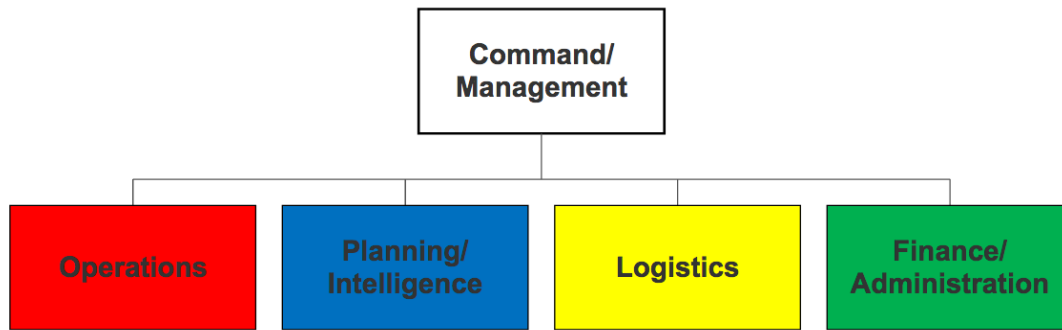 Command/
Management
Operations
Planning/
Intelligence
Logistics
Finance/
Administration